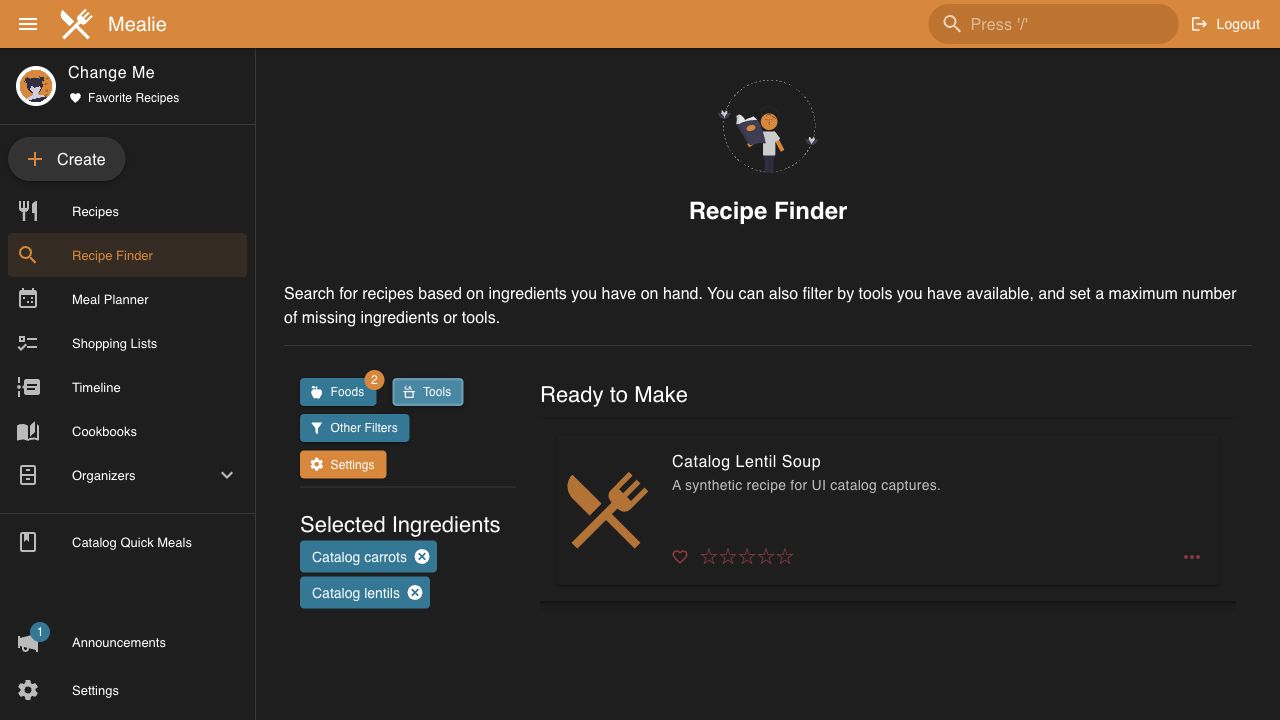 Mealie
Press '/'
Logout
Change Me
Favorite Recipes
Create
Recipes
Recipe Finder
Meal Planner
Shopping Lists
Timeline
Cookbooks
Organizers
Catalog Quick Meals
1
Announcements
Settings
Recipe Finder
Search for recipes based on ingredients you have on hand. You can also filter by tools you have available, and set a maximum number
of missing ingredients or tools.
Foods 2
Tools
Other Filters
Settings
Selected Ingredients
Catalog carrots
Catalog lentils
Ready to Make
Catalog Lentil Soup
A synthetic recipe for UI catalog captures.